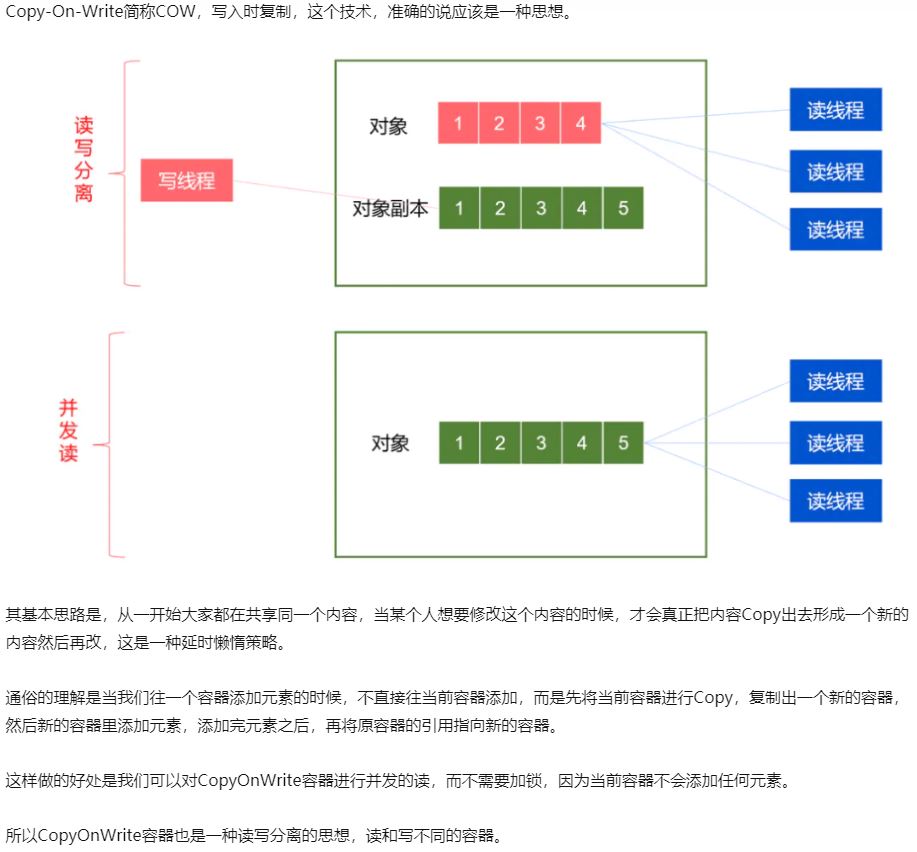 Copy-On-Write简称COW，写入时复制，这个技术，准确的说应该是一种思想。
读写分离
写线程
对象
1 2 3 4
对象副本
1 2 3 4 5
读线程
读线程
读线程
并发读
对象
1 2 3 4 5
读线程
读线程
读线程
其基本思路是，从一开始大家都在共享同一个内容，当某个人想要修改这个内容的时候，才会真正把内容Copy出去形成一个新的
内容然后再改，这是一种延时懒惰策略。
通俗的理解是当我们往一个容器添加元素的时候，不直接往当前容器添加，而是先将当前容器进行Copy，复制出一个新的容器，
然后新的容器里添加元素，添加完元素之后，再将原容器的引用指向新的容器。
这样做的好处是我们可以对CopyOnWrite容器进行并发的读，而不需要加锁，因为当前容器不会添加任何元素。
所以CopyOnWrite容器也是一种读写分离的思想，读和写不同的容器。